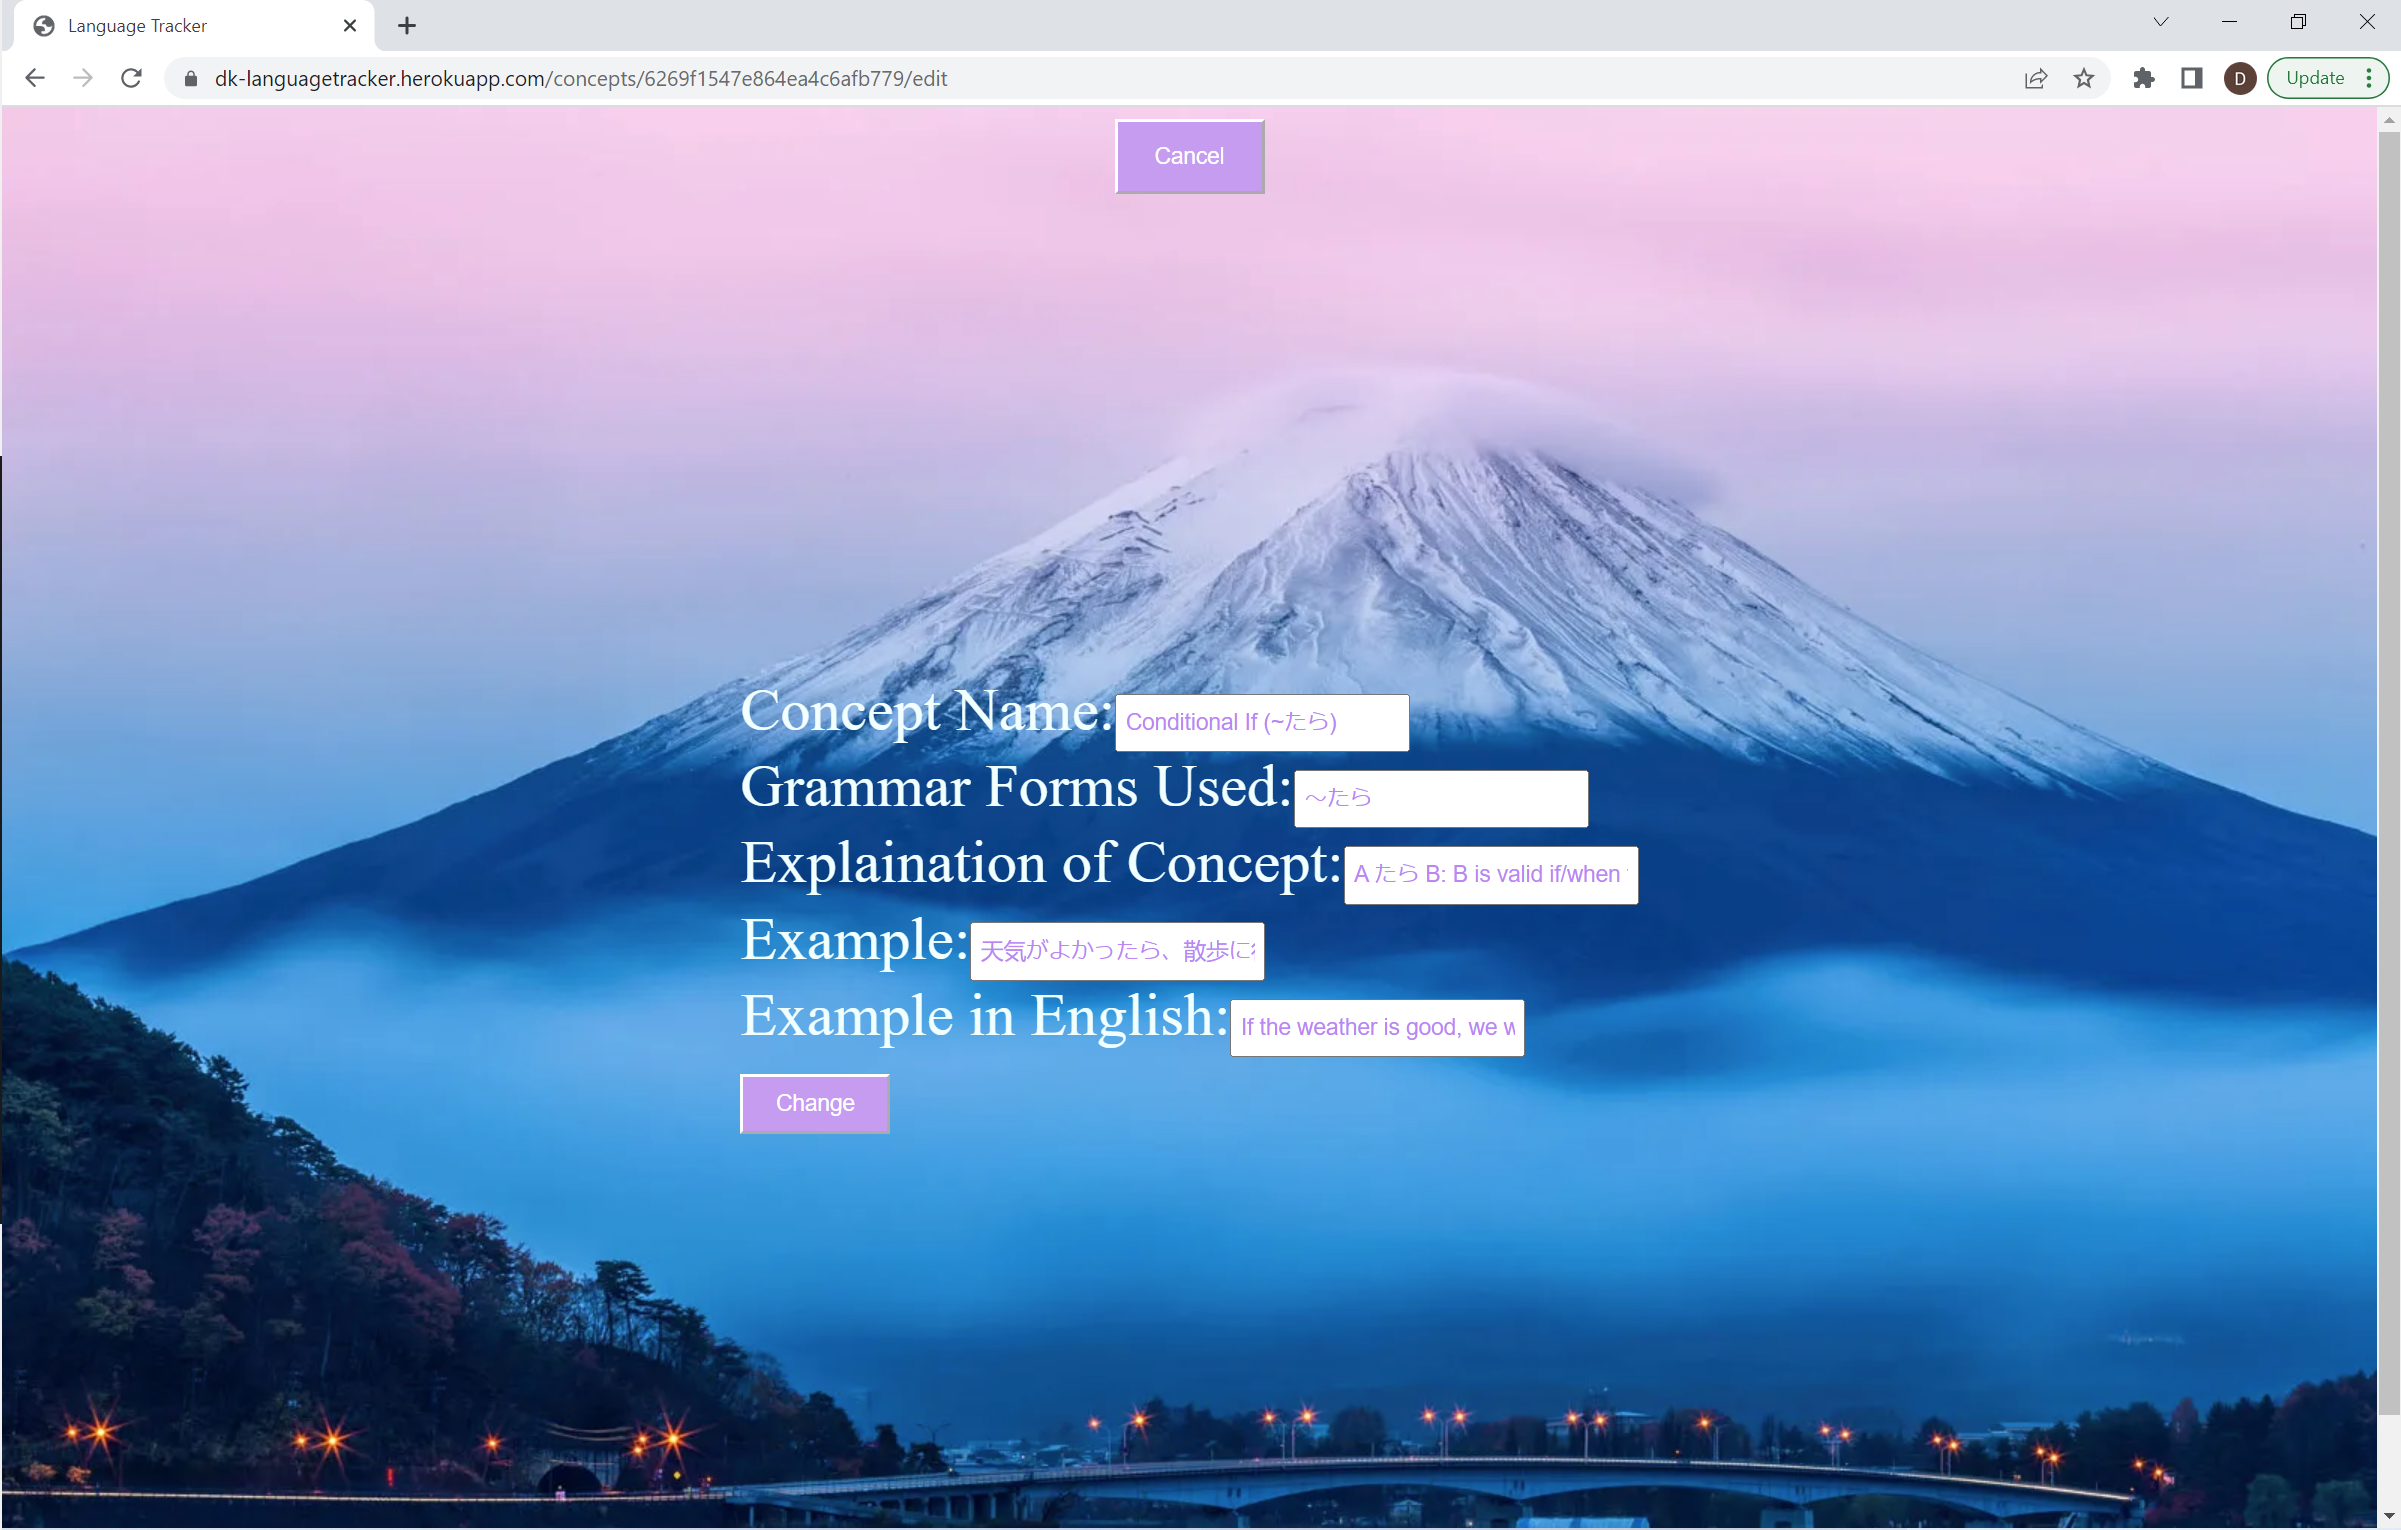 Language Tracker
dk-languagetracker.herokuapp.com/concepts/6269f1547e864ea4c6afb779/edit
D
Update
Cancel
Concept Name: Conditional If (~たら)
Grammar Forms Used: ～たら
Explaination of Concept: A たら B: B is valid if/when
Example: 天気がよかったら、散歩に
Example in English: If the weather is good, we
Change